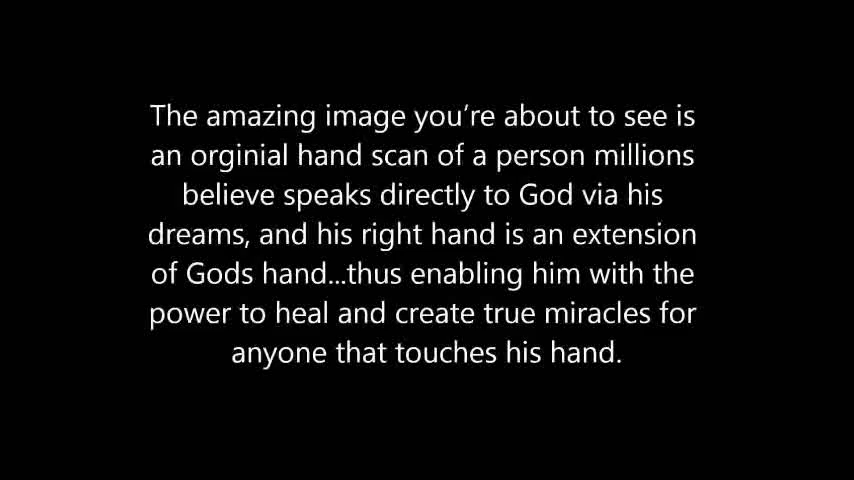 The amazing image you’re about to see is
an orginial hand scan of a person millions
believe speaks directly to God via his
dreams, and his right hand is an extension
of Gods hand...thus enabling him with the
power to heal and create true miracles for
anyone that touches his hand.